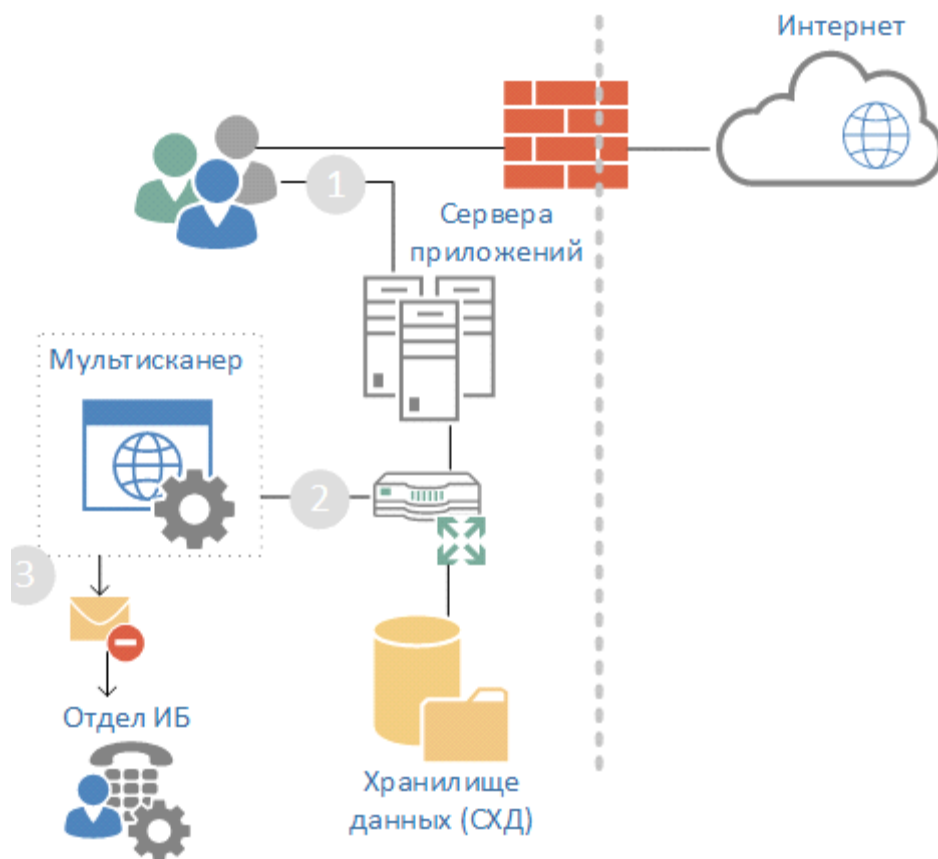 Интернет
1
Сервера
приложений
Мультисканер
2
3
Отдел ИБ
Хранилище
данных (СХД)